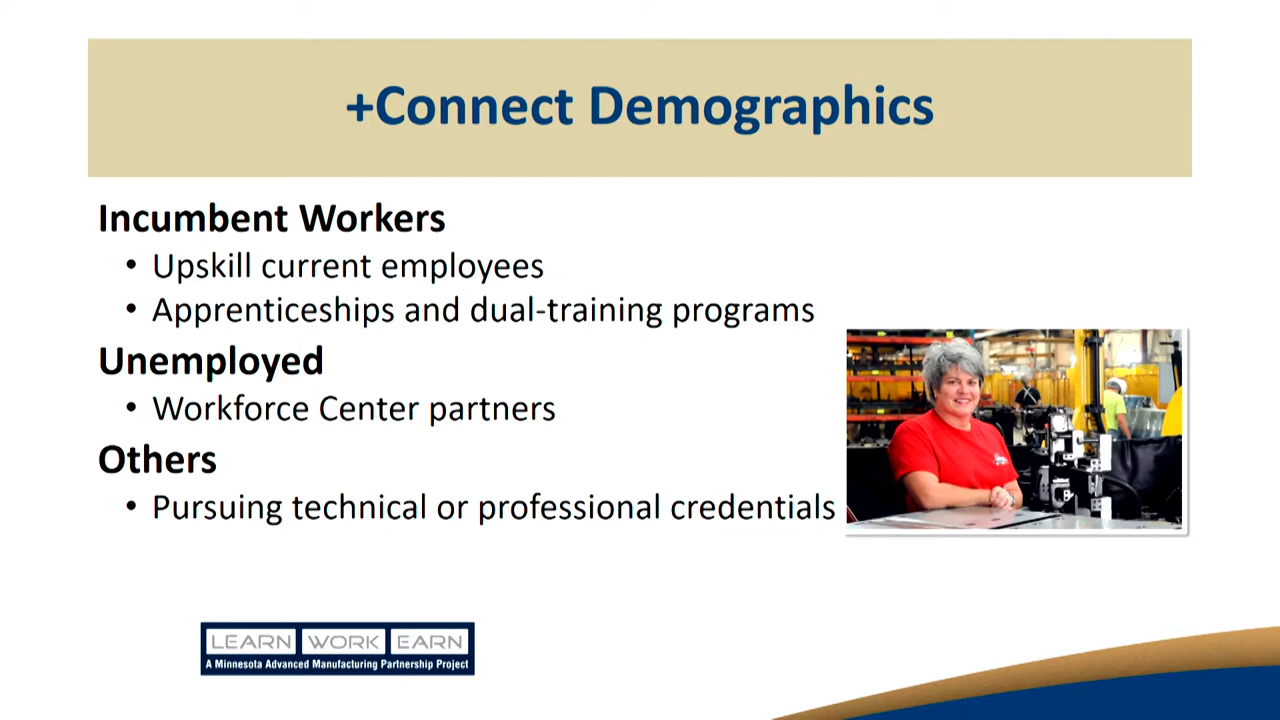 +Connect Demographics
Incumbent Workers
• Upskill current employees
• Apprenticeships and dual-training programs
Unemployed
• Workforce Center partners
Others
• Pursuing technical or professional credentials
LEARN WORK EARN
A Minnesota Advanced Manufacturing Partnership Project